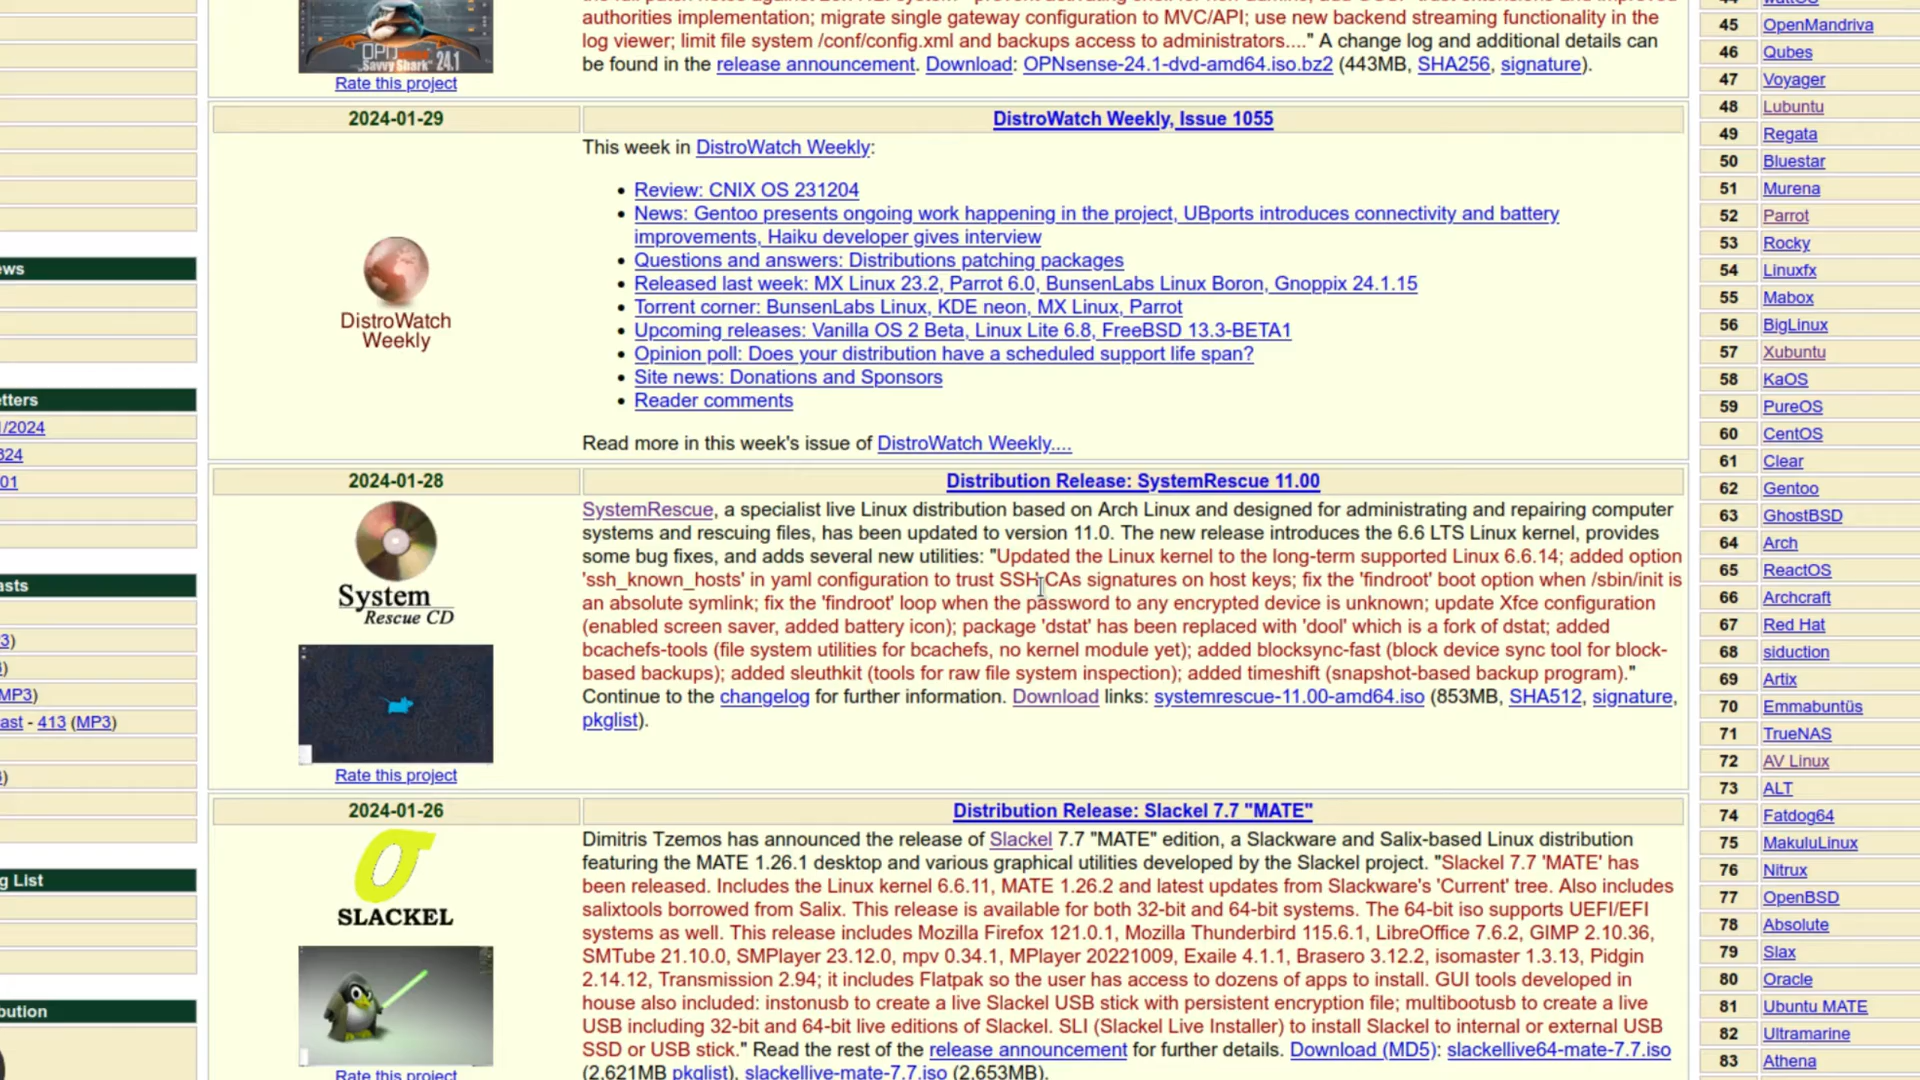 authorities implementation; migrate single gateway configuration to MVC/API; use new backend streaming functionality in the
log viewer; limit file system /conf/config.xml and backups access to administrators...." A change log and additional details can
be found in the release announcement. Download: OPNsense-24.1-dvd-amd64.iso.bz2 (443MB, SHA256, signature).
OPN
"Savvy Shark" 24.1
Rate this project
2024-01-29
DistroWatch Weekly, Issue 1055
This week in DistroWatch Weekly:
• Review: CNIX OS 231204
• News: Gentoo presents ongoing work happening in the project, UBports introduces connectivity and battery
improvements, Haiku developer gives interview
• Questions and answers: Distributions patching packages
• Released last week: MX Linux 23.2, Parrot 6.0, BunsenLabs Linux Boron, Gnoppix 24.1.15
• Torrent corner: BunsenLabs Linux, KDE neon, MX Linux, Parrot
• Upcoming releases: Vanilla OS 2 Beta, Linux Lite 6.8, FreeBSD 13.3-BETA1
• Opinion poll: Does your distribution have a scheduled support life span?
• Site news: Donations and Sponsors
• Reader comments
Read more in this week's issue of DistroWatch Weekly....
DistroWatch
Weekly
2024-01-28
Distribution Release: SystemRescue 11.00
SystemRescue, a specialist live Linux distribution based on Arch Linux and designed for administrating and repairing computer
systems and rescuing files, has been updated to version 11.0. The new release introduces the 6.6 LTS Linux kernel, provides
some bug fixes, and adds several new utilities: "Updated the Linux kernel to the long-term supported Linux 6.6.14; added option
'ssh_known_hosts' in yaml configuration to trust SSH CAs signatures on host keys; fix the 'findroot' boot option when /sbin/init is
an absolute symlink; fix the 'findroot' loop when the password to any encrypted device is unknown; update Xfce configuration
(enabled screen saver, added battery icon); package 'dstat' has been replaced with 'dool' which is a fork of dstat; added
bcachefs-tools (file system utilities for bcachefs, no kernel module yet); added blocksync-fast (block device sync tool for block-
based backups); added sleuthkit (tools for raw file system inspection); added timeshift (snapshot-based backup program)."
Continue to the changelog for further information. Download links: systemrescue-11.00-amd64.iso (853MB, SHA512, signature,
pkglist).
System
Rescue CD
Rate this project
2024-01-26
Distribution Release: Slackel 7.7 "MATE"
Dimitris Tzemos has announced the release of Slackel 7.7 "MATE" edition, a Slackware and Salix-based Linux distribution
featuring the MATE 1.26.1 desktop and various graphical utilities developed by the Slackel project. "Slackel 7.7 'MATE' has
been released. Includes the Linux kernel 6.6.11, MATE 1.26.2 and latest updates from Slackware's 'Current' tree. Also includes
salixtools borrowed from Salix. This release is available for both 32-bit and 64-bit systems. The 64-bit iso supports UEFI/EFI
systems as well. This release includes Mozilla Firefox 121.0.1, Mozilla Thunderbird 115.6.1, LibreOffice 7.6.2, GIMP 2.10.36,
SMTube 21.10.0, SMPlayer 23.12.0, mpv 0.34.1, MPlayer 20221009, Exaile 4.1.1, Brasero 3.12.2, isomaster 1.3.13, Pidgin
2.14.12, Transmission 2.94; it includes Flatpak so the user has access to dozens of apps to install. GUI tools developed in
house also included: instonusb to create a live Slackel USB stick with persistent encryption file; multibootusb to create a live
USB including 32-bit and 64-bit live editions of Slackel. SLI (Slackel Live Installer) to install Slackel to internal or external USB
SSD or USB stick." Read the rest of the release announcement for further details. Download (MD5): slackellive64-mate-7.7.iso
(2,621MB pkglist), slackellive-mate-7.7.iso (2,653MB).
SLACKEL
Rate this project
ews
etters
/2024
01
asts
3)
MP3)
ast - 413 (MP3)
g List
bution
45 OpenMandriva
46 Qubes
47 Voyager
48 Lubuntu
49 Regata
50 Bluestar
51 Murena
52 Parrot
53 Rocky
54 Linuxfx
55 Mabox
56 BigLinux
57 Xubuntu
58 KaOS
59 PureOS
60 CentOS
61 Clear
62 Gentoo
63 GhostBSD
64 Arch
65 ReactOS
66 Archcraft
67 Red Hat
68 siduction
69 Artix
70 Emmabuntüs
71 TrueNAS
72 AV Linux
73 ALT
74 Fatdog64
75 MakuluLinux
76 Nitrux
77 OpenBSD
78 Absolute
79 Slax
80 Oracle
81 Ubuntu MATE
82 Ultramarine
83 Athena